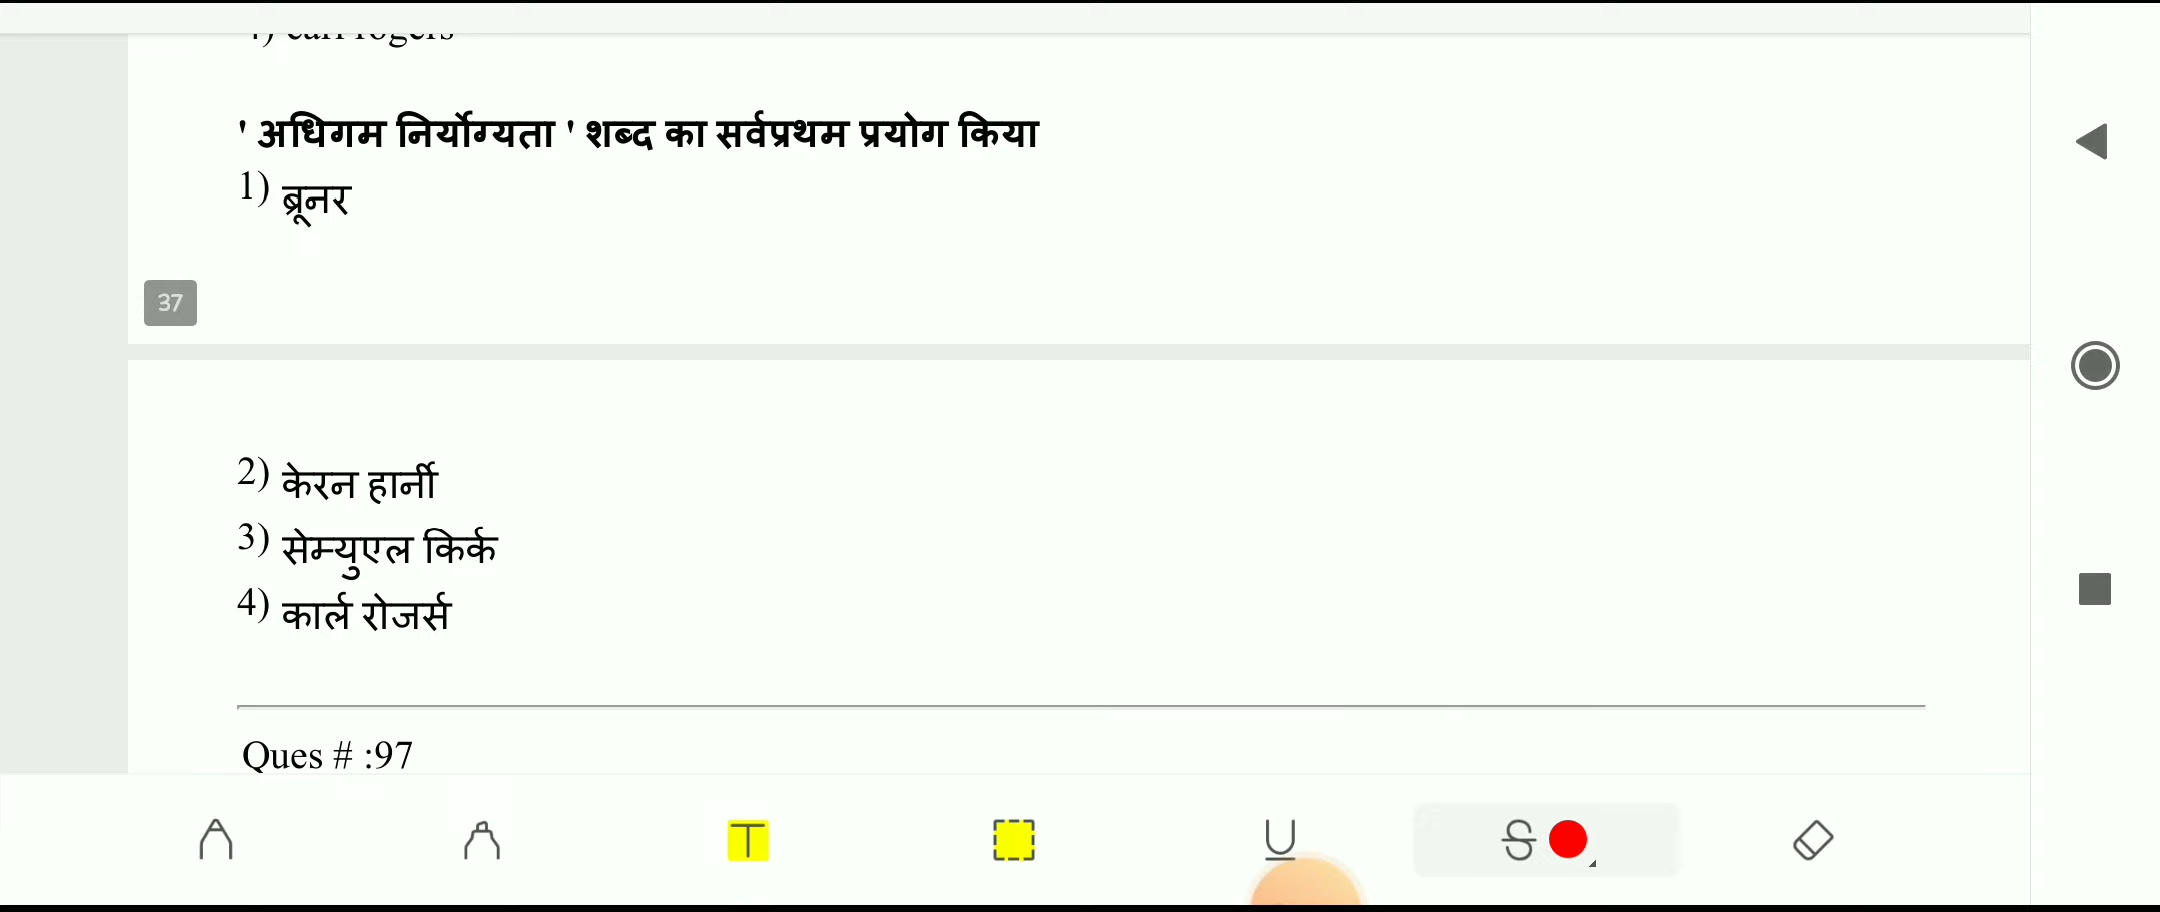 ' अधिगम निर्योग्यता ' शब्द का सर्वप्रथम प्रयोग किया
1) ब्रूनर
37
2) केरन हार्नी
3) सेम्युएल किर्क
4) कार्ल रोजर्स
Ques # :97